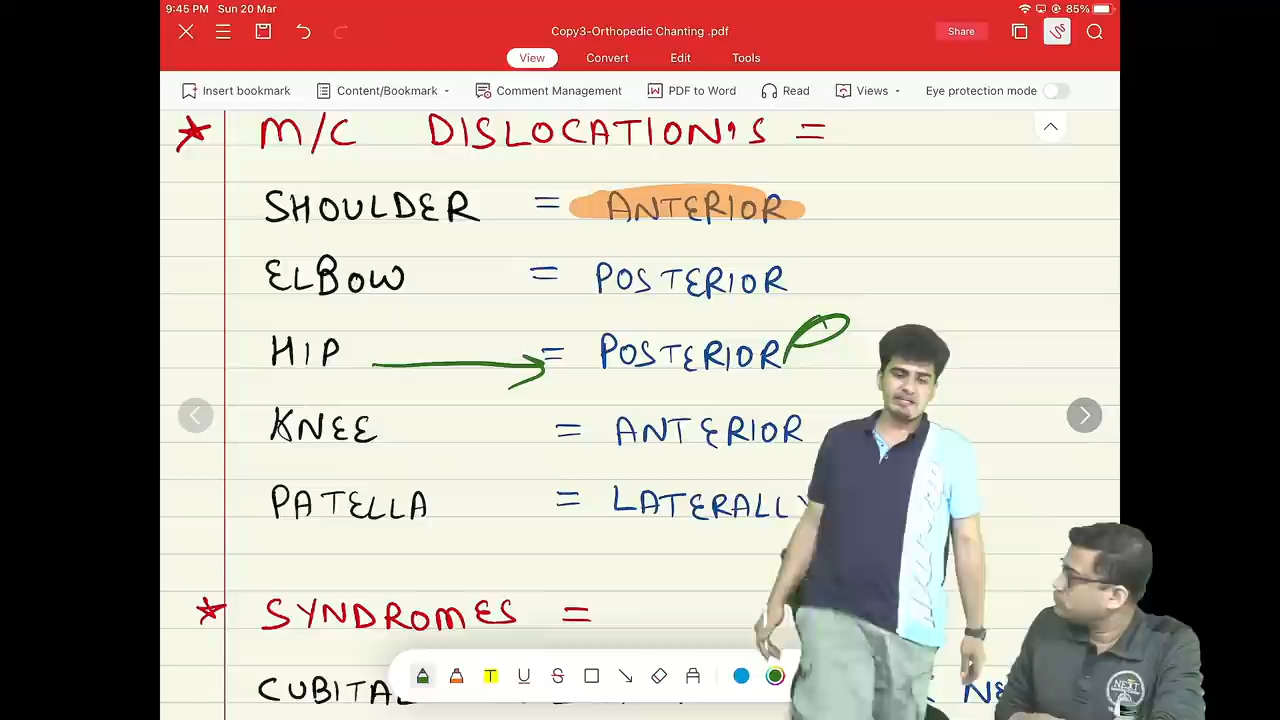 9:45 PM Sun 20 Mar 85%
Copy3-Orthopedic Chanting .pdf Share
View Convert Edit Tools
Insert bookmark Content/Bookmark Comment Management PDF to Word Read Views Eye protection mode
M/C DISLOCATION'S =
SHOULDER = ANTERIOR
ELBOW = POSTERIOR
HIP = POSTERIOR
KNEE = ANTERIOR
PATELLA = LATERALLY
SYNDROMES =
T U S A
NEXT